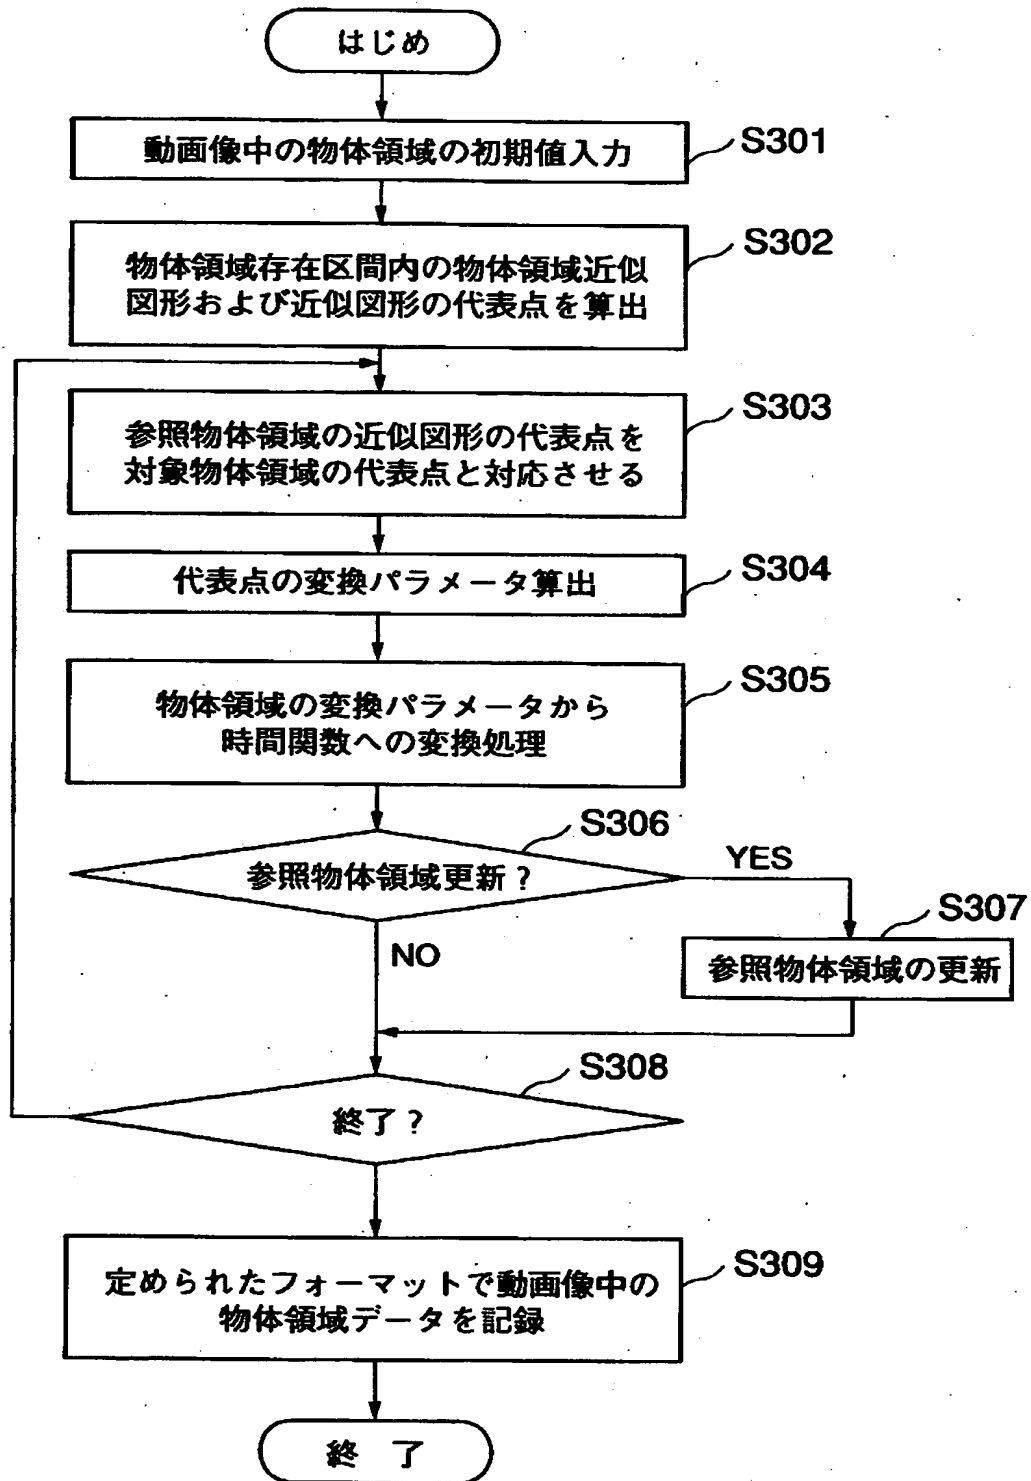 はじめ
動画像中の物体領域の初期値入力
S301
物体領域存在区間内の物体領域近似
図形および近似図形の代表点を算出
S302
参照物体領域の近似図形の代表点を
対象物体領域の代表点と対応させる
S303
代表点の変換パラメータ算出
S304
物体領域の変換パラメータから
時間関数への変換処理
S305
参照物体領域更新？
S306
YES
NO
参照物体領域の更新
S307
終了？
S308
定められたフォーマットで動画像中の
物体領域データを記録
S309
終 了